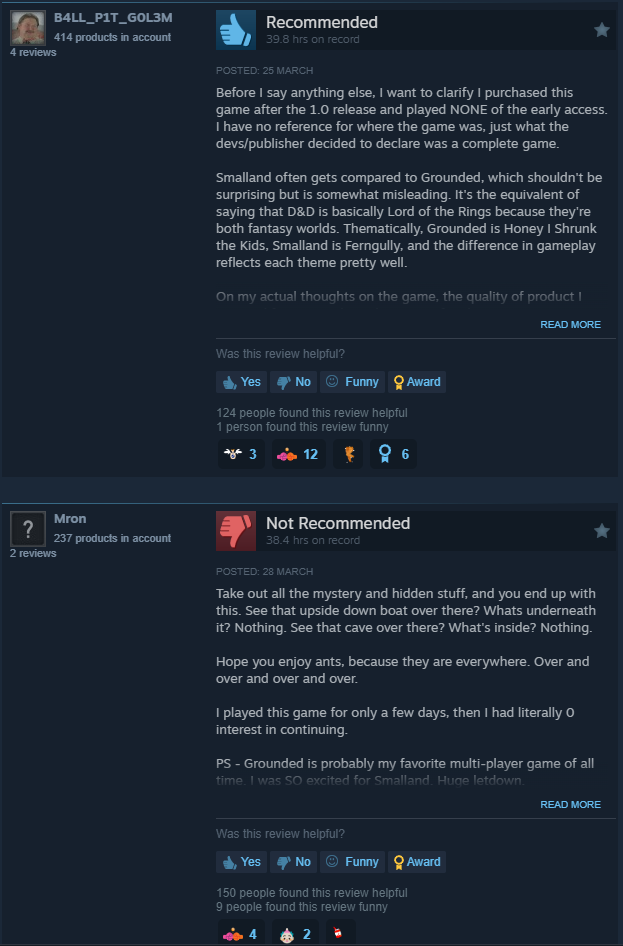 B4LL_P1T_G0L3M
414 products in account
4 reviews
Recommended
39.8 hrs on record
POSTED: 25 MARCH
Before I say anything else, I want to clarify I purchased this
game after the 1.0 release and played NONE of the early access.
I have no reference for where the game was, just what the
devs/publisher decided to declare was a complete game.
Smalland often gets compared to Grounded, which shouldn't be
surprising but is somewhat misleading. It's the equivalent of
saying that D&D is basically Lord of the Rings because they're
both fantasy worlds. Thematically, Grounded is Honey I Shrunk
the Kids, Smalland is Ferngully, and the difference in gameplay
reflects each theme pretty well.
On my actual thoughts on the game, the quality of product I
READ MORE
Was this review helpful?
Yes No Funny Award
124 people found this review helpful
1 person found this review funny
3 12 6
Mron
237 products in account
2 reviews
Not Recommended
38.4 hrs on record
POSTED: 28 MARCH
Take out all the mystery and hidden stuff, and you end up with
this. See that upside down boat over there? Whats underneath
it? Nothing. See that cave over there? What's inside? Nothing.
Hope you enjoy ants, because they are everywhere. Over and
over and over and over.
I played this game for only a few days, then I had literally 0
interest in continuing.
PS - Grounded is probably my favorite multi-player game of all
time. I was SO excited for Smalland. Huge letdown.
READ MORE
Was this review helpful?
Yes No Funny Award
150 people found this review helpful
9 people found this review funny
4 2